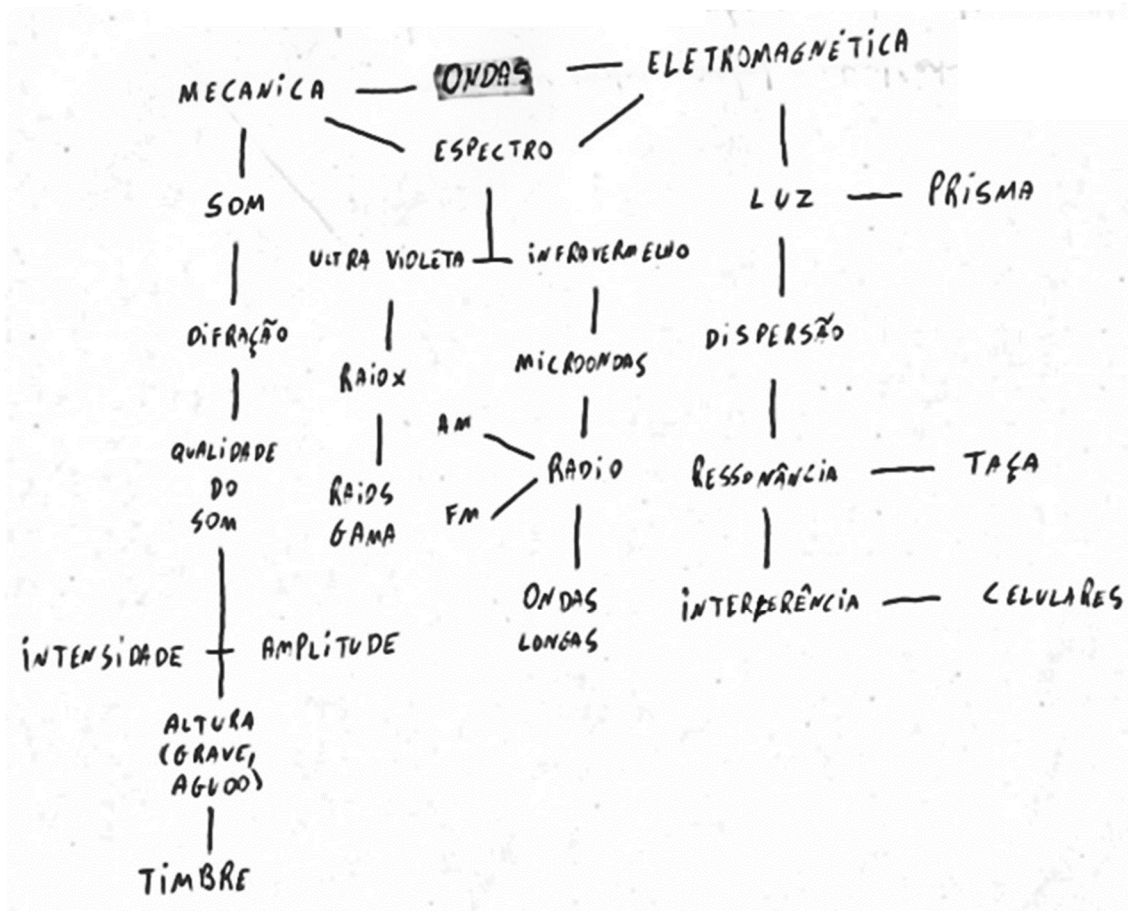 MECANICA
ONDAS
ELETROMAGNÉTICA
ESPECTRO
SOM
LUZ
PRISMA
ULTRA VIOLETA
INFRAVERMELHO
DIFRAÇÃO
DISPERSÃO
RAIOX
MICROONDAS
AM
QUALIDADE
DO
SOM
RADIO
RESSONÂNCIA
TAÇA
RAIOS
GAMA
FM
ONDAS
LONGAS
INTERFERÊNCIA
CELULARES
INTENSIDADE
AMPLITUDE
ALTURA
(GRAVE,
AGUDO)
TIMBRE